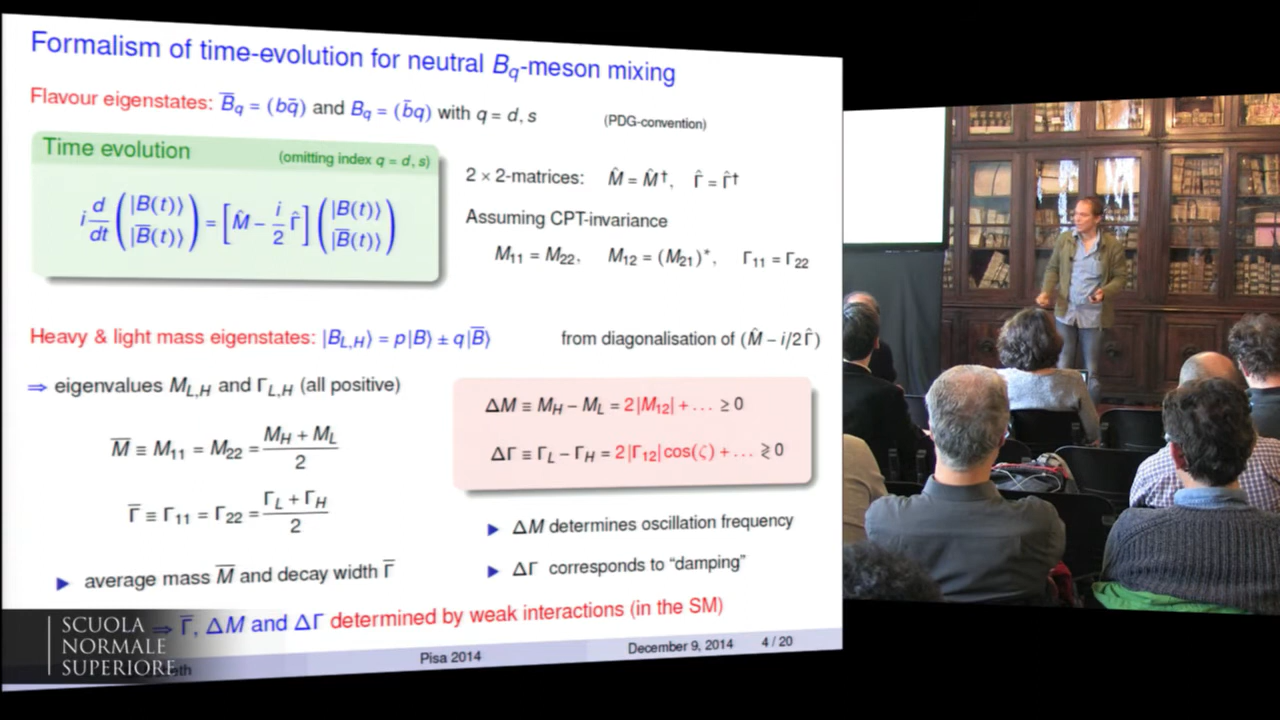 Formalism of time-evolution for neutral B_q-meson mixing
Flavour eigenstates: B̅_q = (bq̄) and B_q = (b̄q) with q = d, s (PDG-convention)
Time evolution (omitting index q = d, s)
i d/dt (|B(t)⟩ |B̅(t)⟩) = [M̂ − i/2 Γ̂] (|B(t)⟩ |B̅(t)⟩)
2 × 2-matrices: M̂ = M̂†, Γ̂ = Γ̂†
Assuming CPT-invariance
M₁₁ = M₂₂, M₁₂ = (M₂₁)*, Γ₁₁ = Γ₂₂
Heavy & light mass eigenstates: |B_{L,H}⟩ = p|B⟩ ± q|B̅⟩ from diagonalisation of (M̂ − i/2 Γ̂)
⇒ eigenvalues M_{L,H} and Γ_{L,H} (all positive)
M̅ ≡ M₁₁ = M₂₂ = (M_H + M_L)/2
Γ̅ ≡ Γ₁₁ = Γ₂₂ = (Γ_L + Γ_H)/2
▶ average mass M̅ and decay width Γ̅
ΔM ≡ M_H − M_L = 2|M₁₂| + … ≥ 0
ΔΓ ≡ Γ_L − Γ_H = 2|Γ₁₂| cos(ζ) + … ≷ 0
▶ ΔM determines oscillation frequency
▶ ΔΓ corresponds to “damping”
⇒ Γ̅, ΔM and ΔΓ determined by weak interactions (in the SM)
Pisa 2014 December 9, 2014 4 / 20
SCUOLA
NORMALE
SUPERIORE